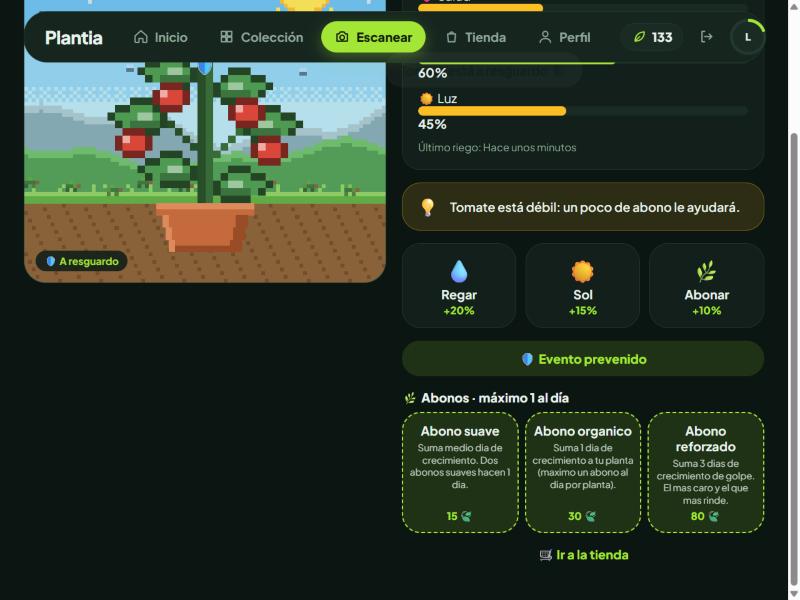 Plantia
Inicio
Colección
Escanear
Tienda
Perfil
133
L
60%
Luz
45%
Último riego: Hace unos minutos
A resguardo
Tomate está débil: un poco de abono le ayudará.
Regar
+20%
Sol
+15%
Abonar
+10%
Evento prevenido
Abonos · máximo 1 al día
Abono suave
Suma medio dia de
crecimiento. Dos
abonos suaves hacen 1
dia.
15
Abono organico
Suma 1 dia de
crecimiento a tu planta
(maximo un abono al
dia por planta).
30
Abono
reforzado
Suma 3 dias de
crecimiento de golpe.
El mas caro y el que
mas rinde.
80
Ir a la tienda